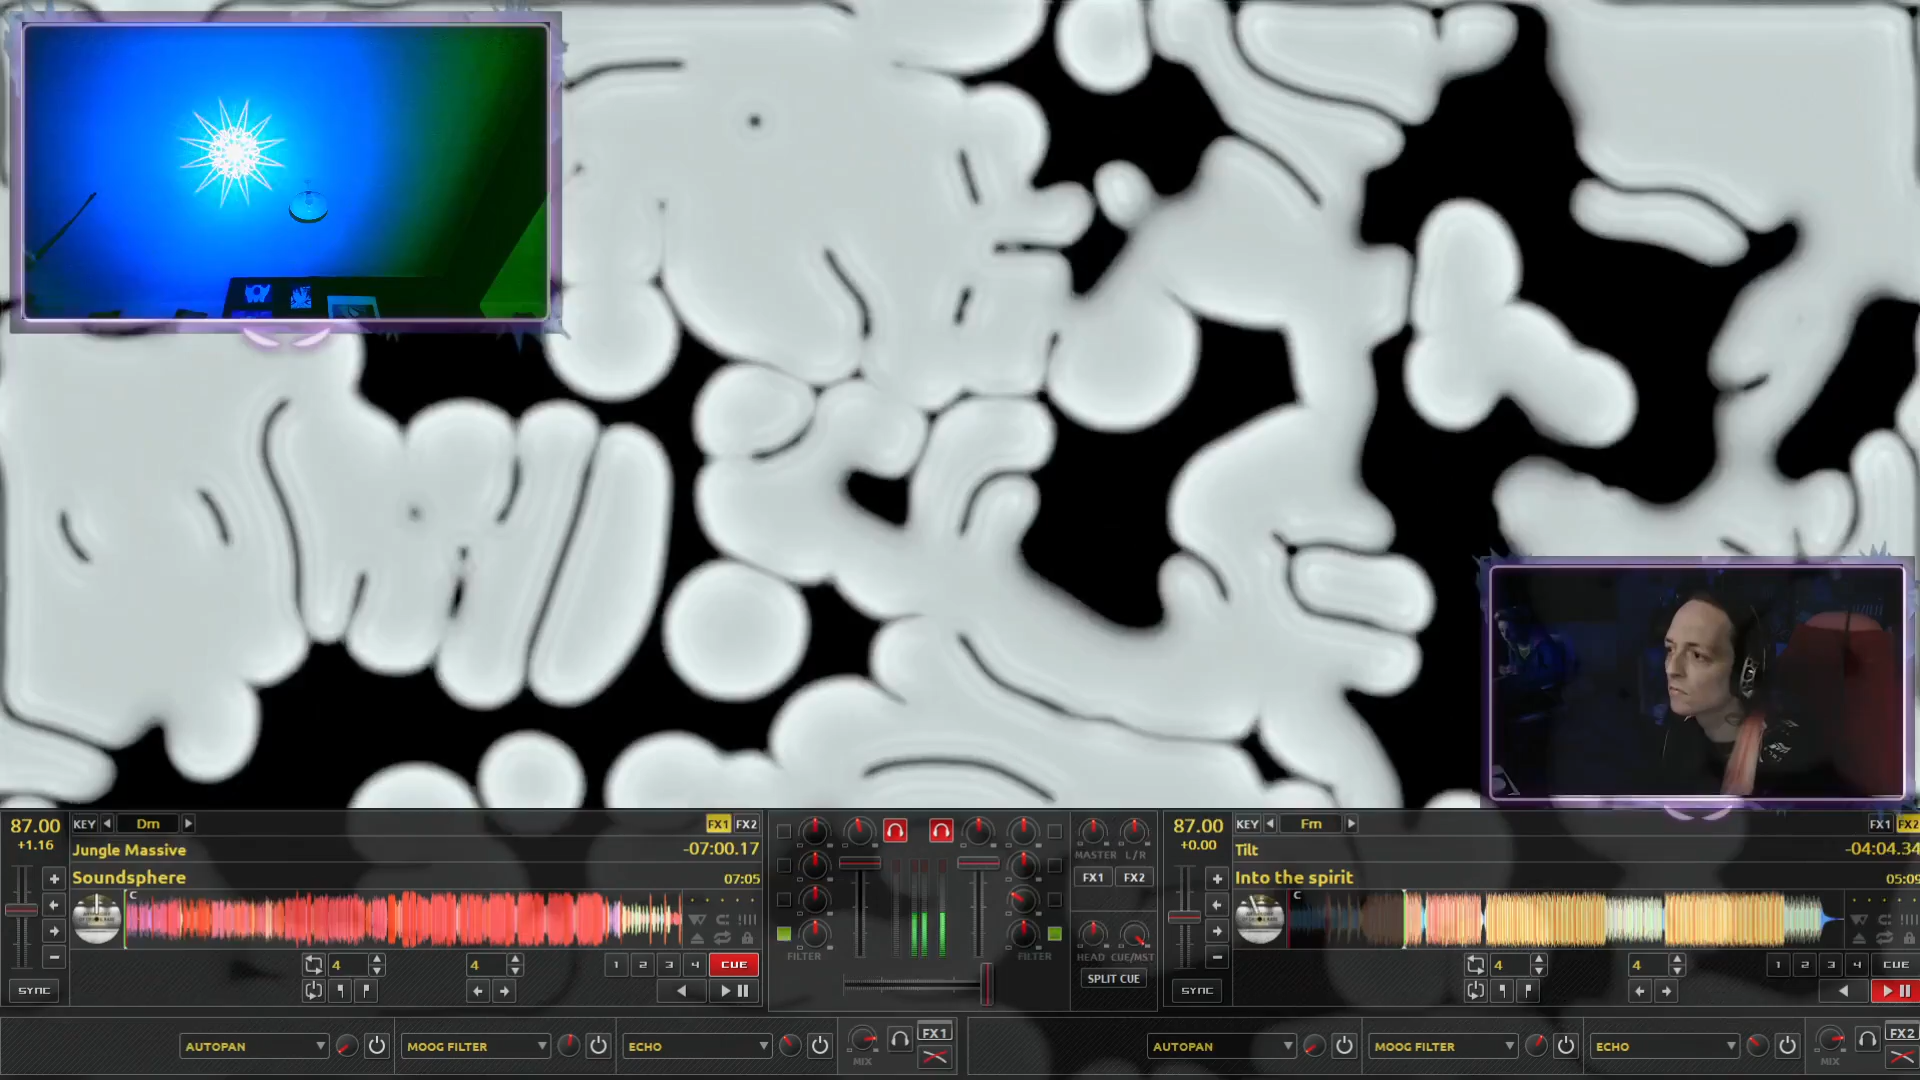 87.00
+1.16
KEY Dm FX1 FX2
Jungle Massive -07:00.17
Soundsphere 07:05
C
4 4 1 2 3 4 CUE
SYNC
FILTER FILTER
MASTER L/R
FX1 FX2
HEAD CUE/MST
SPLIT CUE
87.00
+0.00
KEY Fm FX1 FX2
Tilt -04:04.34
Into the spirit 05:09
C
4 4 1 2 3 4 CUE
SYNC
AUTOPAN MOOG FILTER ECHO MIX FX1
AUTOPAN MOOG FILTER ECHO MIX FX2